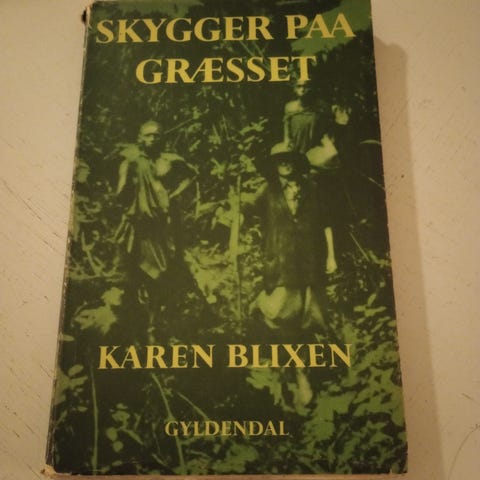 SKYGGER PAA
GRÆSSET
KAREN BLIXEN
GYLDENDAL